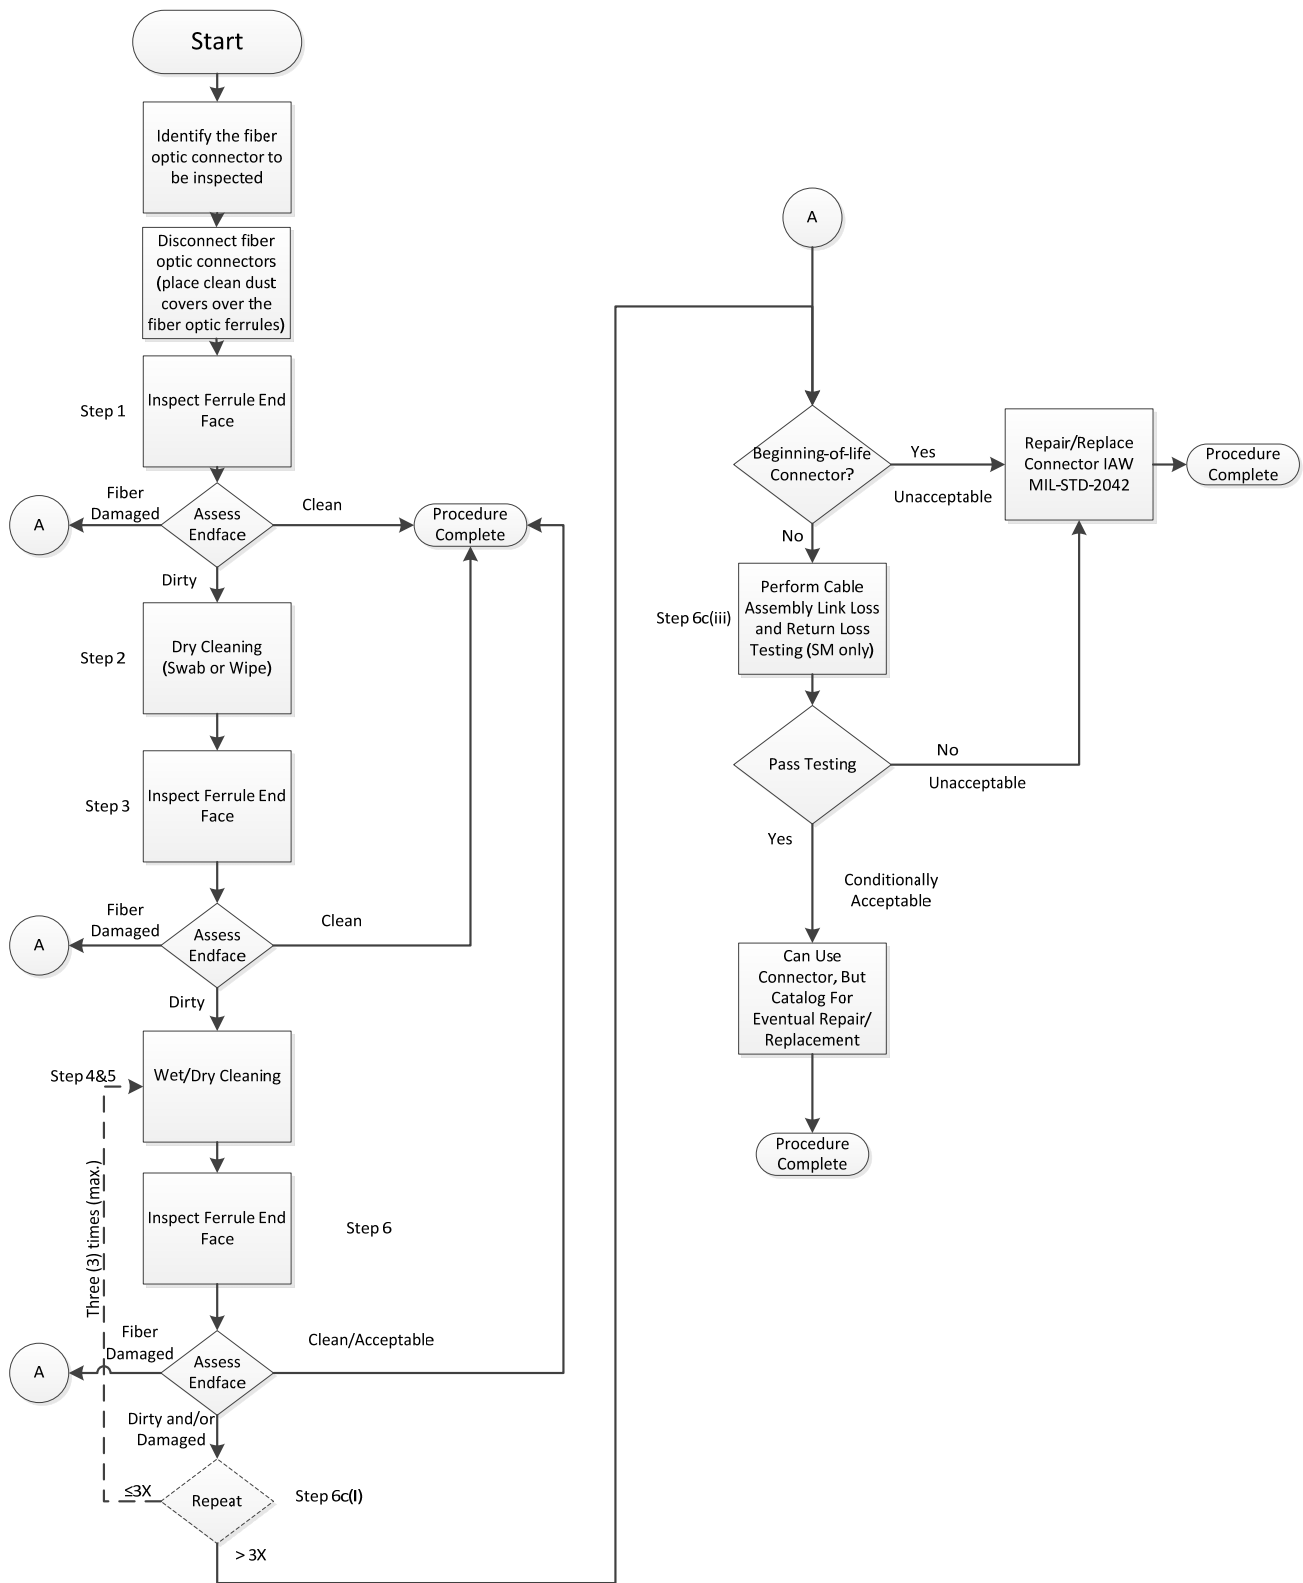 Start
Identify the fiber
optic connector to
be inspected
Disconnect fiber
optic connectors
(place clean dust
covers over the
fiber optic ferrules)
Step 1
Inspect Ferrule End
Face
Fiber
Damaged
A
Assess
Endface
Clean
Procedure
Complete
Dirty
Step 2
Dry Cleaning
(Swab or Wipe)
Step 3
Inspect Ferrule End
Face
Fiber
Damaged
A
Assess
Endface
Clean
Dirty
Step 4&5
Wet/Dry Cleaning
Three (3) times (max.)
Inspect Ferrule End
Face
Step 6
Fiber
Damaged
A
Assess
Endface
Clean/Acceptable
Dirty and/or
Damaged
≤3X
Repeat
Step 6c(I)
> 3X
A
Beginning-of-life
Connector?
Yes
Unacceptable
Repair/Replace
Connector IAW
MIL-STD-2042
Procedure
Complete
No
Step 6c(iii)
Perform Cable
Assembly Link Loss
and Return Loss
Testing (SM only)
Pass Testing
No
Unacceptable
Yes
Conditionally
Acceptable
Can Use
Connector, But
Catalog For
Eventual Repair/
Replacement
Procedure
Complete